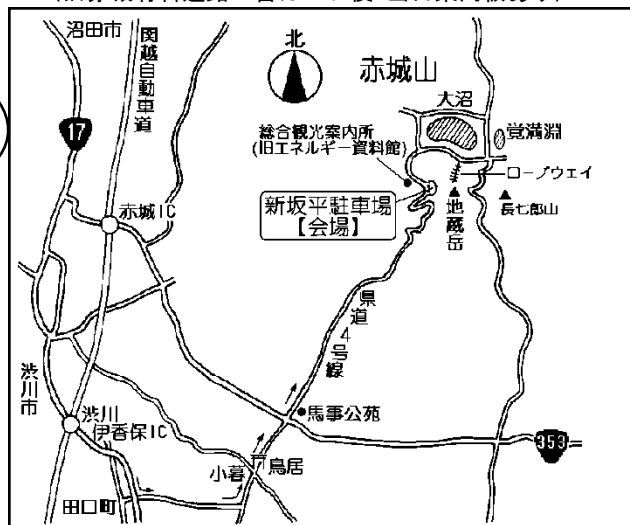 沼田市
関越自動車道
北
赤城山
大沼
覚満淵
17
総合観光案内所
(旧エネルギー資料館)
ロープウェイ
赤城IC
新坂平駐車場
【会場】
地蔵岳
長七郎山
県道4号線
渋川市
渋川
伊香保IC
馬事公苑
353
小暮
鳥居
田口町